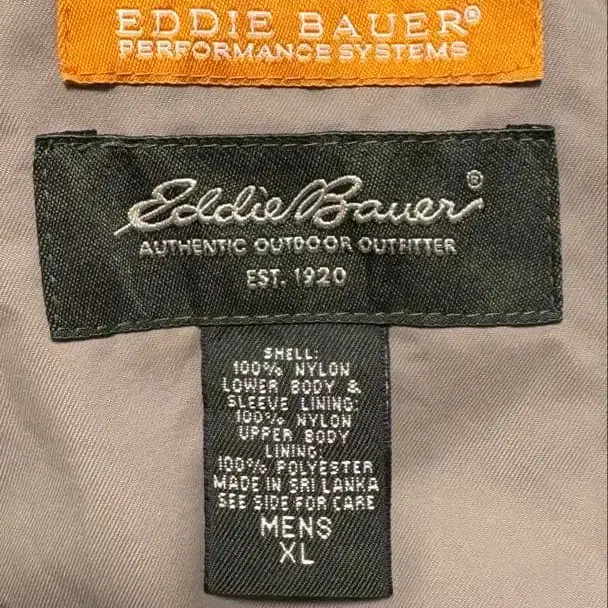 EDDIE BAUER®
PERFORMANCE SYSTEMS
Eddie Bauer®
AUTHENTIC OUTDOOR OUTFITTER
EST. 1920
SHELL:
100% NYLON
LOWER BODY &
SLEEVE LINING:
100% NYLON
UPPER BODY
LINING:
100% POLYESTER
MADE IN SRI LANKA
SEE SIDE FOR CARE
MENS
XL